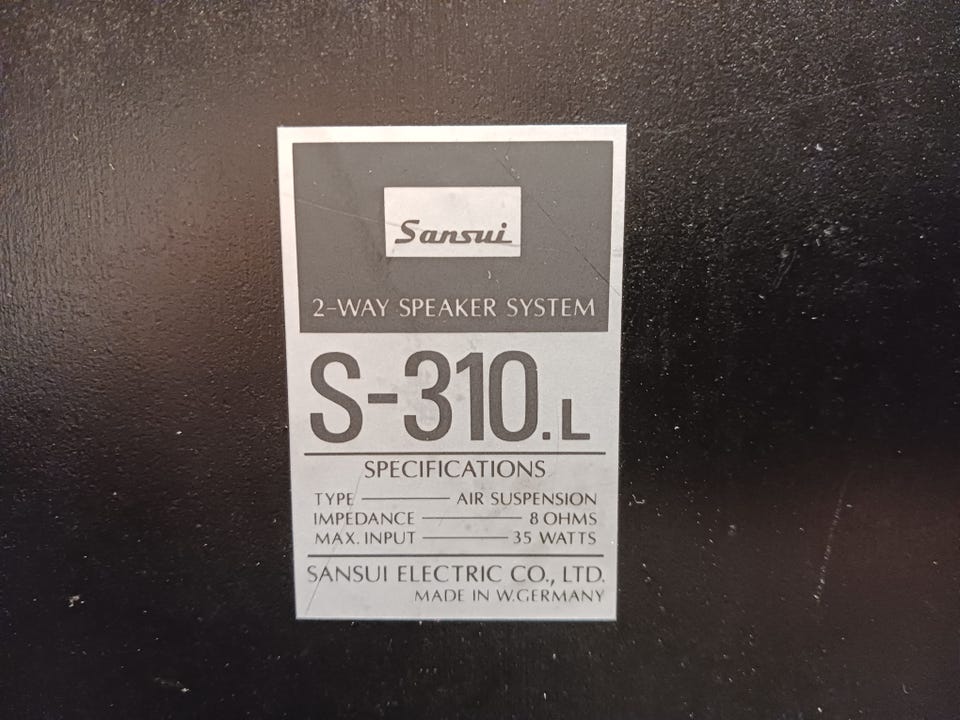 Sansui
2-WAY SPEAKER SYSTEM
S-310.L
SPECIFICATIONS
TYPE AIR SUSPENSION
IMPEDANCE 8 OHMS
MAX. INPUT 35 WATTS
SANSUI ELECTRIC CO., LTD.
MADE IN W.GERMANY